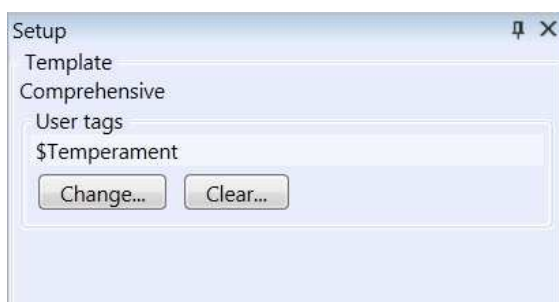 Setup
Template
Comprehensive
User tags
$Temperament
Change... Clear...